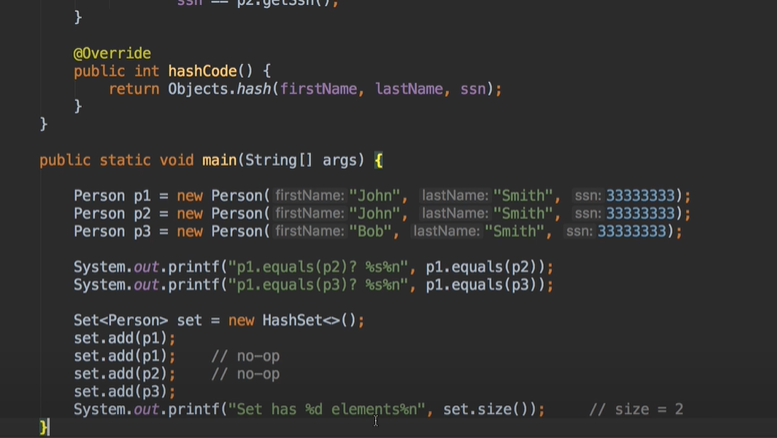 ssn == p2.getSsn();
}
@Override
public int hashCode() {
return Objects.hash(firstName, lastName, ssn);
}
}
public static void main(String[] args) {
Person p1 = new Person( firstName: "John", lastName: "Smith", ssn: 33333333);
Person p2 = new Person( firstName: "John", lastName: "Smith", ssn: 33333333);
Person p3 = new Person( firstName: "Bob", lastName: "Smith", ssn: 33333333);
System.out.printf("p1.equals(p2)? %s%n", p1.equals(p2));
System.out.printf("p1.equals(p3)? %s%n", p1.equals(p3));
Set<Person> set = new HashSet<>();
set.add(p1);
set.add(p1); // no-op
set.add(p2); // no-op
set.add(p3);
System.out.printf("Set has %d elements%n", set.size()); // size = 2
}